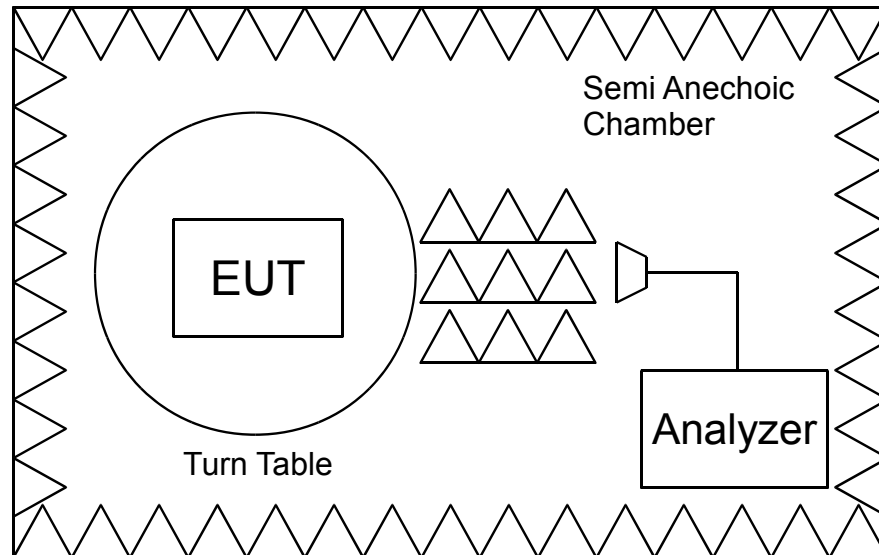 Semi Anechoic
Chamber
EUT
Analyzer
Turn Table